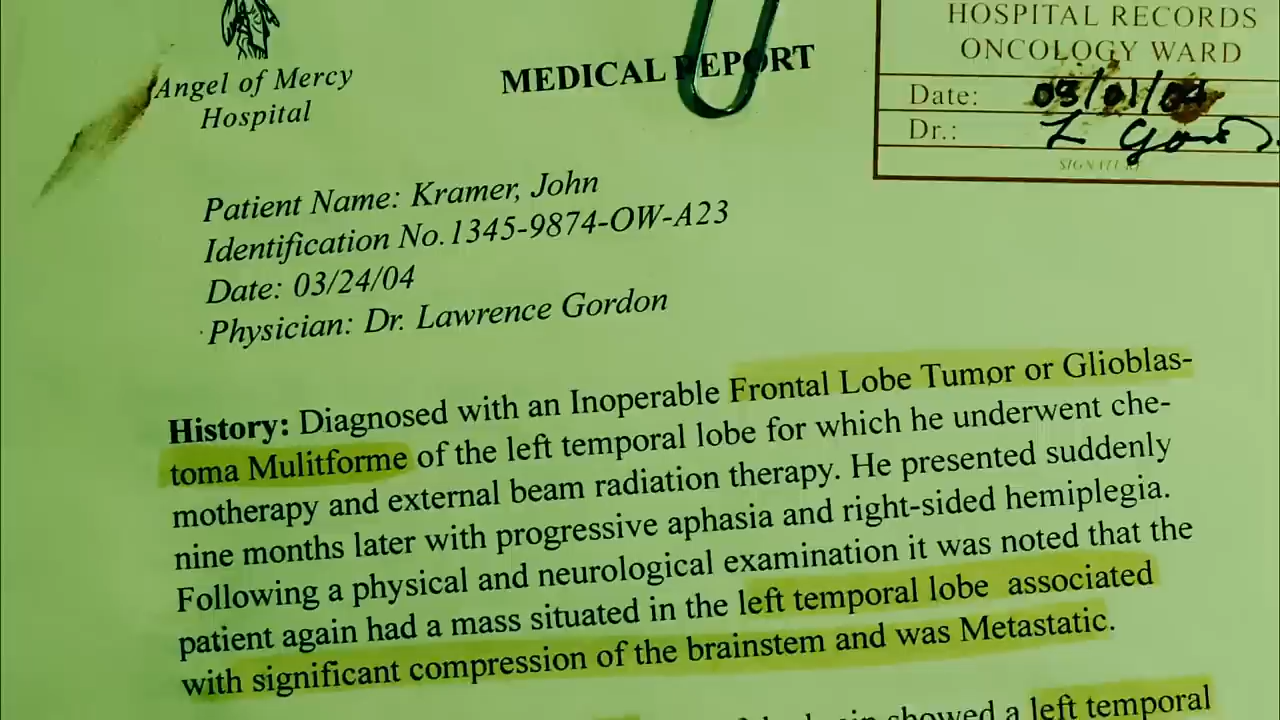 Angel of Mercy
Hospital
MEDICAL REPORT
HOSPITAL RECORDS
ONCOLOGY WARD
Date:
Dr.:
SIGNATURE
Patient Name: Kramer, John
Identification No.1345-9874-OW-A23
Date: 03/24/04
Physician: Dr. Lawrence Gordon
History: Diagnosed with an Inoperable Frontal Lobe Tumor or Glioblas-
toma Mulitforme of the left temporal lobe for which he underwent che-
motherapy and external beam radiation therapy. He presented suddenly
nine months later with progressive aphasia and right-sided hemiplegia.
Following a physical and neurological examination it was noted that the
patient again had a mass situated in the left temporal lobe associated
with significant compression of the brainstem and was Metastatic.
showed a left temporal